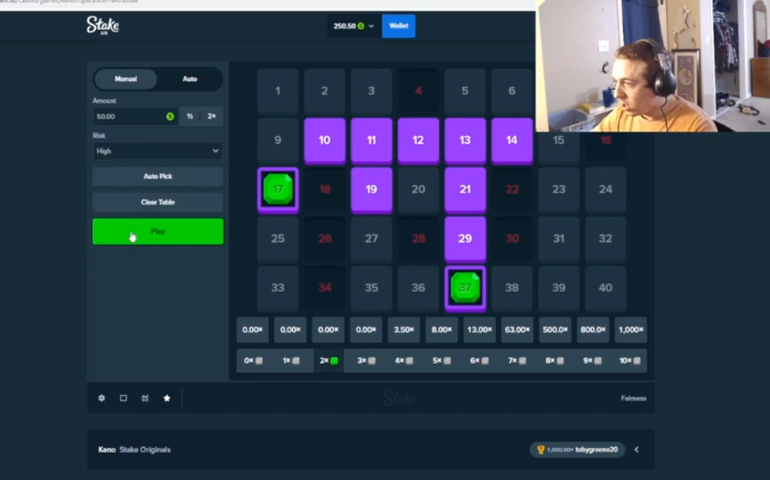 Stake
.US
250.50
Wallet
Manual
Auto
Amount
50.00
½
2×
Risk
High
Auto Pick
Clear Table
Play
1 2 3 4 5 6
9 10 11 12 13 14 15 16
17 18 19 20 21 22 23 24
25 26 27 28 29 30 31 32
33 34 35 36 37 38 39 40
0.00× 0.00× 0.00× 0.00× 3.50× 8.00× 13.00× 63.00× 500.0× 800.0× 1,000×
0× 1× 2× 3× 4× 5× 6× 7× 8× 9× 10×
Stake
Fairness
Keno Stake Originals
1,000.00× tobygreene20